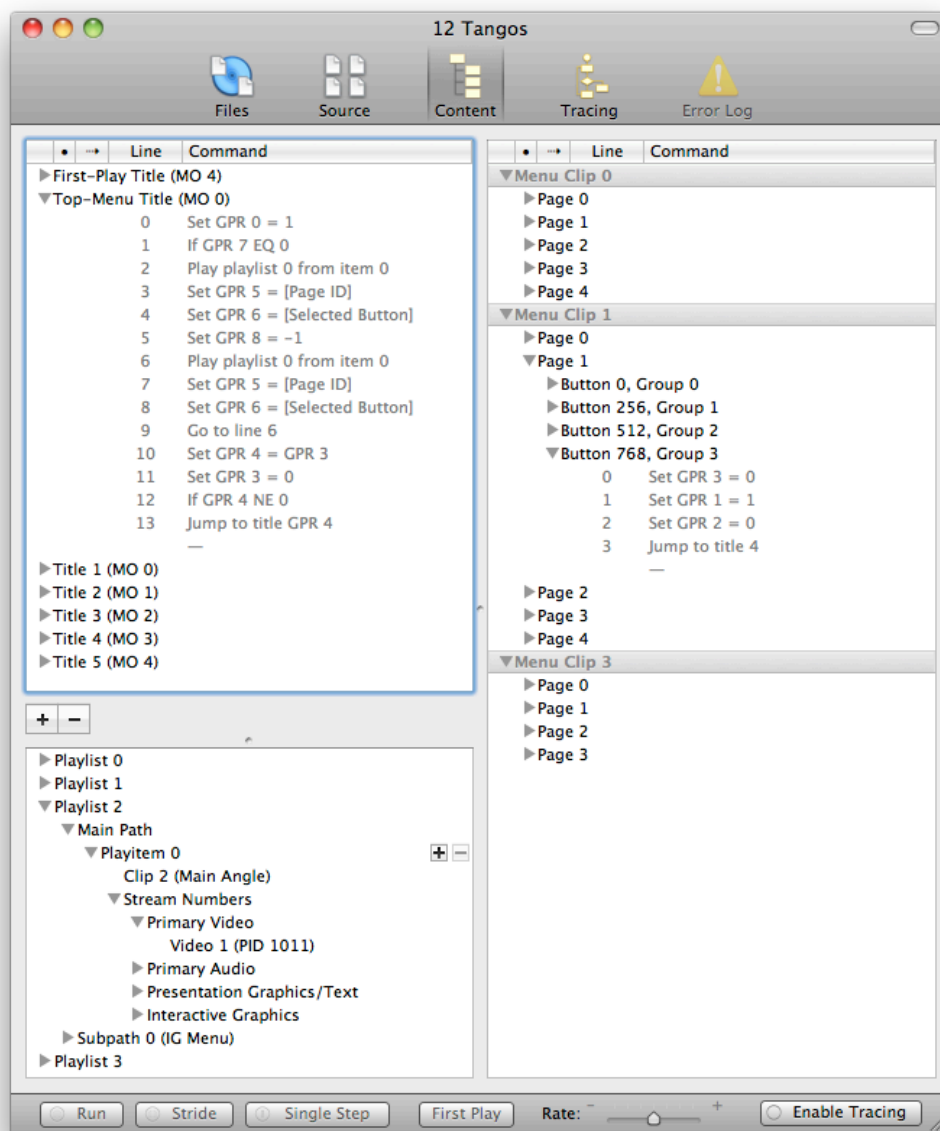 12 Tangos
Files Source Content Tracing Error Log
• Line Command
First-Play Title (MO 4)
Top-Menu Title (MO 0)
0 Set GPR 0 = 1
1 If GPR 7 EQ 0
2 Play playlist 0 from item 0
3 Set GPR 5 = [Page ID]
4 Set GPR 6 = [Selected Button]
5 Set GPR 8 = -1
6 Play playlist 0 from item 0
7 Set GPR 5 = [Page ID]
8 Set GPR 6 = [Selected Button]
9 Go to line 6
10 Set GPR 4 = GPR 3
11 Set GPR 3 = 0
12 If GPR 4 NE 0
13 Jump to title GPR 4
—
Title 1 (MO 0)
Title 2 (MO 1)
Title 3 (MO 2)
Title 4 (MO 3)
Title 5 (MO 4)
+ −
Playlist 0
Playlist 1
Playlist 2
Main Path
Playitem 0 + −
Clip 2 (Main Angle)
Stream Numbers
Primary Video
Video 1 (PID 1011)
Primary Audio
Presentation Graphics/Text
Interactive Graphics
Subpath 0 (IG Menu)
Playlist 3
• Line Command
Menu Clip 0
Page 0
Page 1
Page 2
Page 3
Page 4
Menu Clip 1
Page 0
Page 1
Button 0, Group 0
Button 256, Group 1
Button 512, Group 2
Button 768, Group 3
0 Set GPR 3 = 0
1 Set GPR 1 = 1
2 Set GPR 2 = 0
3 Jump to title 4
—
Page 2
Page 3
Page 4
Menu Clip 3
Page 0
Page 1
Page 2
Page 3
Run Stride Single Step First Play Rate: − + Enable Tracing